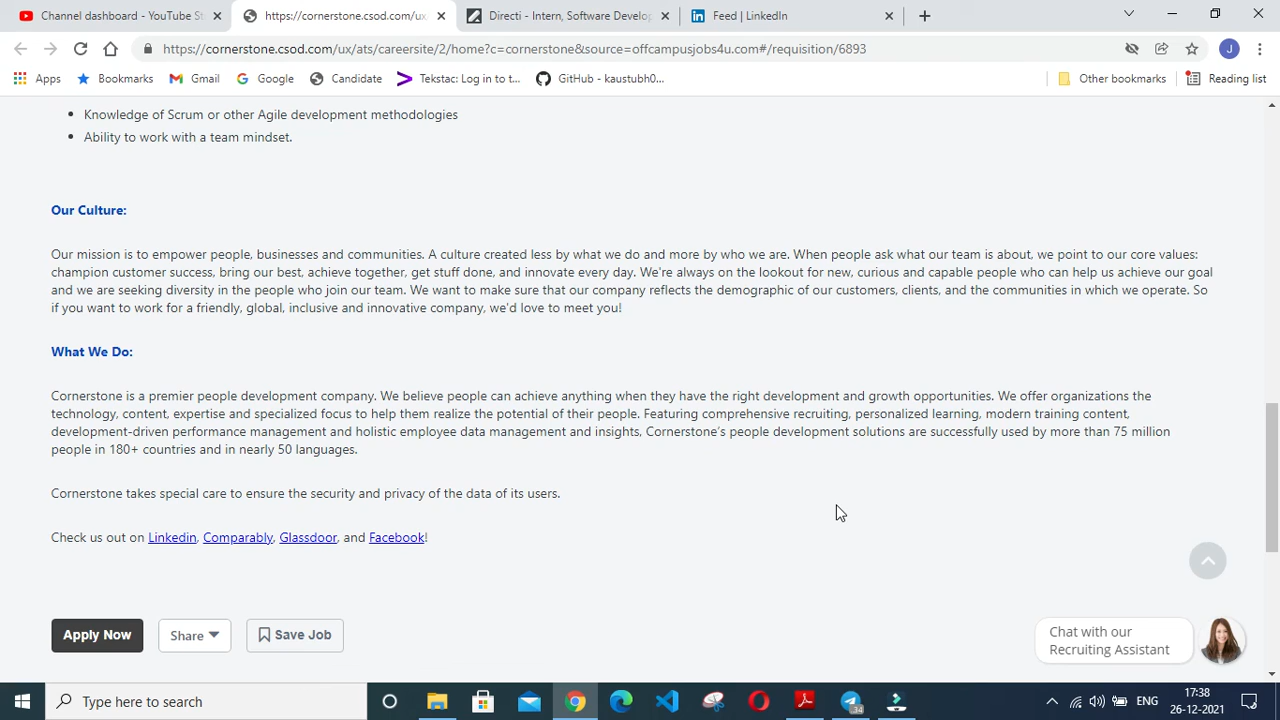 Channel dashboard - YouTube St
https://cornerstone.csod.com/ux
Directi - Intern, Software Develop
Feed | LinkedIn
https://cornerstone.csod.com/ux/ats/careersite/2/home?c=cornerstone&source=offcampusjobs4u.com#/requisition/6893
J
Apps
Bookmarks
Gmail
Google
Candidate
Tekstac: Log in to t...
GitHub - kaustubh0...
Other bookmarks
Reading list
• Knowledge of Scrum or other Agile development methodologies
• Ability to work with a team mindset.
Our Culture:
Our mission is to empower people, businesses and communities. A culture created less by what we do and more by who we are. When people ask what our team is about, we point to our core values:
champion customer success, bring our best, achieve together, get stuff done, and innovate every day. We're always on the lookout for new, curious and capable people who can help us achieve our goal
and we are seeking diversity in the people who join our team. We want to make sure that our company reflects the demographic of our customers, clients, and the communities in which we operate. So
if you want to work for a friendly, global, inclusive and innovative company, we'd love to meet you!
What We Do:
Cornerstone is a premier people development company. We believe people can achieve anything when they have the right development and growth opportunities. We offer organizations the
technology, content, expertise and specialized focus to help them realize the potential of their people. Featuring comprehensive recruiting, personalized learning, modern training content,
development-driven performance management and holistic employee data management and insights, Cornerstone's people development solutions are successfully used by more than 75 million
people in 180+ countries and in nearly 50 languages.
Cornerstone takes special care to ensure the security and privacy of the data of its users.
Check us out on Linkedin, Comparably, Glassdoor, and Facebook!
Apply Now
Share
Save Job
Chat with our
Recruiting Assistant
Type here to search
34
ENG
17:38
26-12-2021